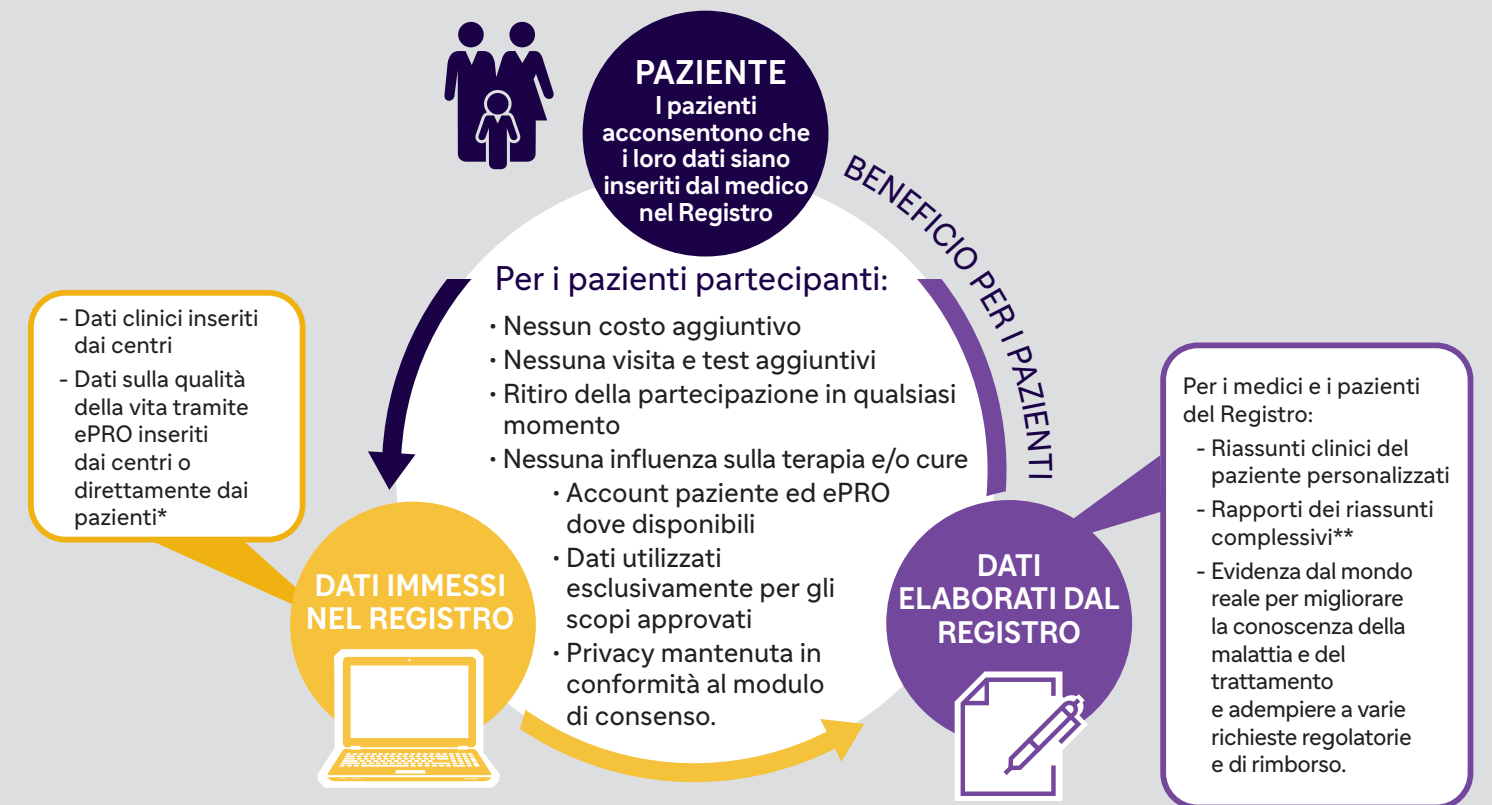 PAZIENTE
I pazienti
acconsentono che
i loro dati siano
inseriti dal medico
nel Registro
BENEFICIO PER I PAZIENTI
Per i pazienti partecipanti:
· Nessun costo aggiuntivo
· Nessuna visita e test aggiuntivi
· Ritiro della partecipazione in qualsiasi
momento
· Nessuna influenza sulla terapia e/o cure
· Account paziente ed ePRO
dove disponibili
· Dati utilizzati
esclusivamente per gli
scopi approvati
· Privacy mantenuta in
conformità al modulo
di consenso.
- Dati clinici inseriti
dai centri
- Dati sulla qualità
della vita tramite
ePRO inseriti
dai centri o
direttamente dai
pazienti*
DATI IMMESSI
NEL REGISTRO
DATI
ELABORATI DAL
REGISTRO
Per i medici e i pazienti
del Registro:
- Riassunti clinici del
paziente personalizzati
- Rapporti dei riassunti
complessivi**
- Evidenza dal mondo
reale per migliorare
la conoscenza della
malattia e del
trattamento
e adempiere a varie
richieste regolatorie
e di rimborso.